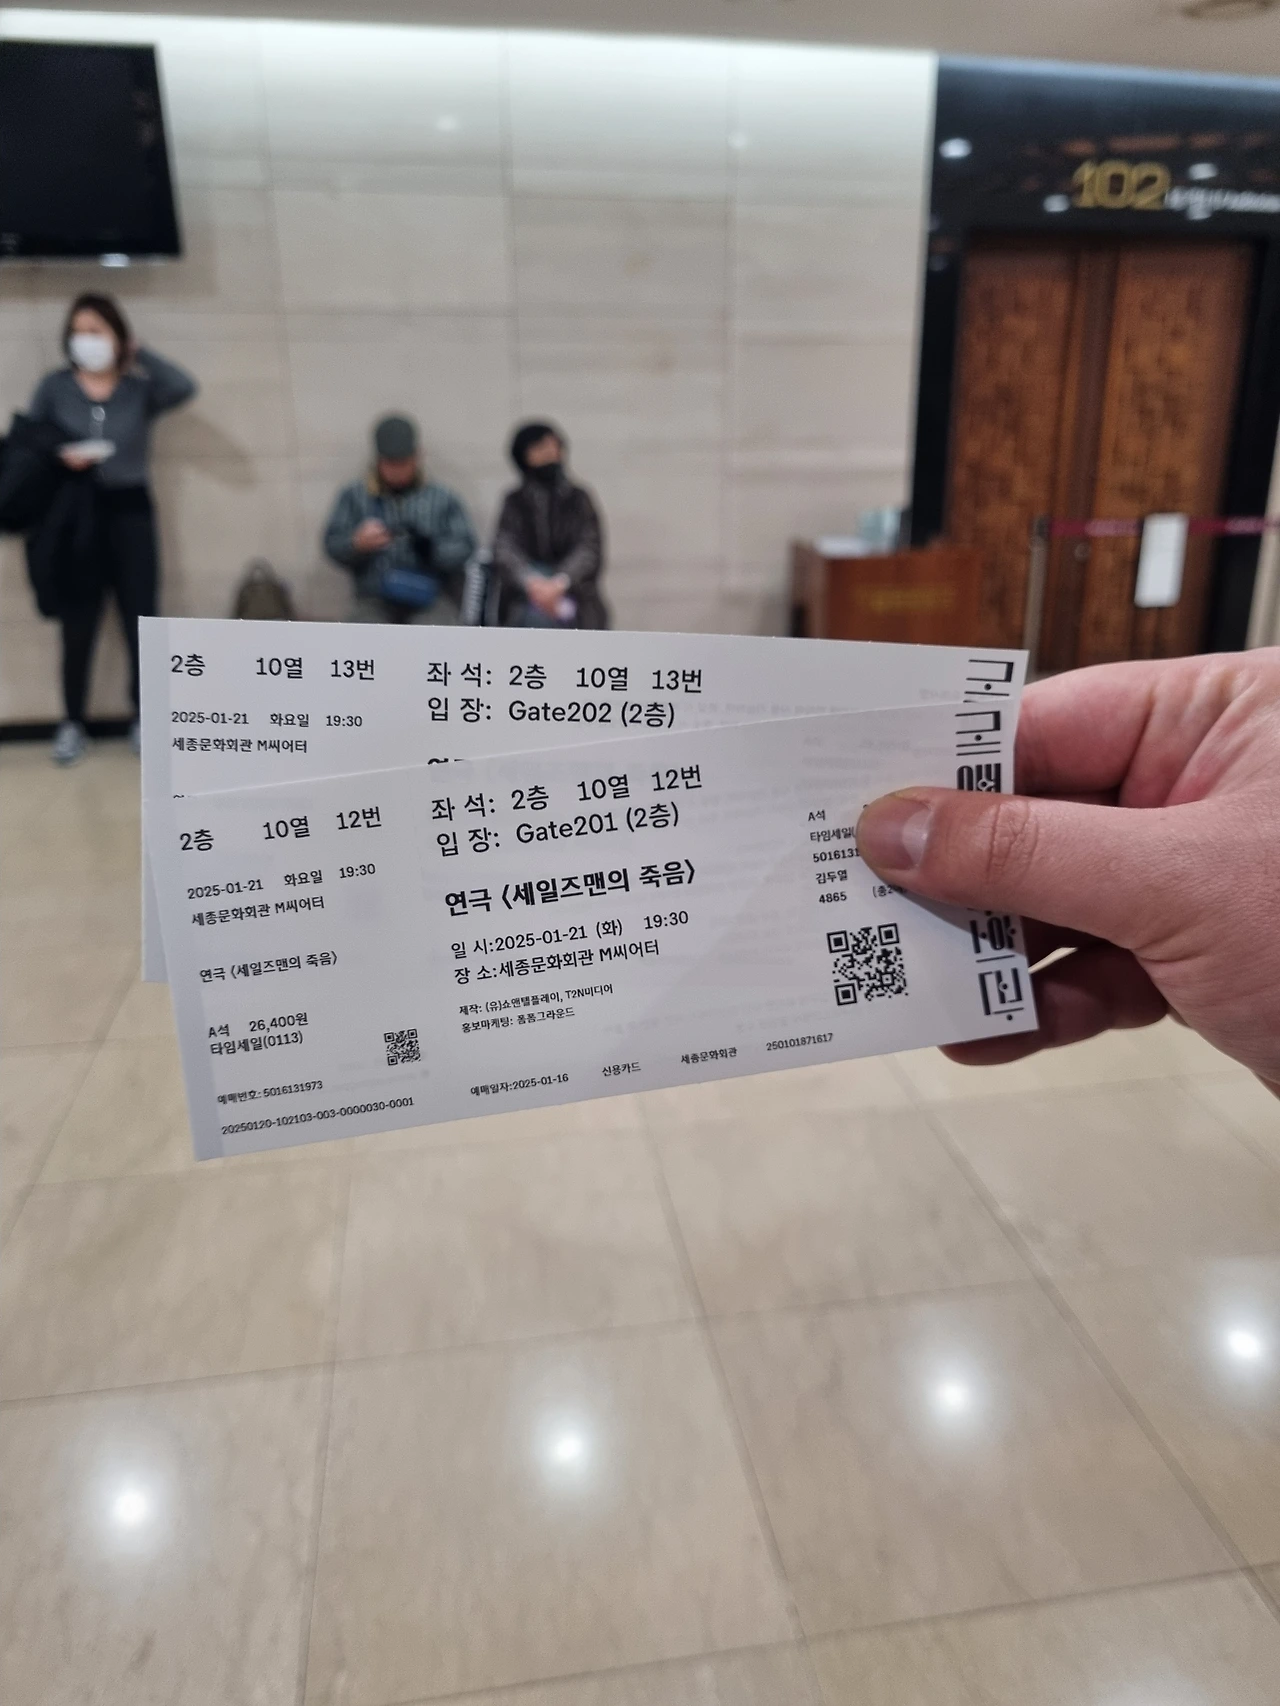 102
2층 10열 13번
2025-01-21 화요일 19:30
세종문화회관 M씨어터
좌 석: 2층 10열 13번
입 장: Gate202 (2층)
2층 10열 12번
2025-01-21 화요일 19:30
세종문화회관 M씨어터
연극 〈세일즈맨의 죽음〉
A석 26,400원
타임세일(0113)
예매번호: 5016131973
20250120-102103-003-0000030-0001
좌 석: 2층 10열 12번
입 장: Gate201 (2층)
연극 〈세일즈맨의 죽음〉
일 시:2025-01-21 (화) 19:30
장 소:세종문화회관 M씨어터
제작: (유)쇼앤텔플레이, T2N미디어
홍보마케팅: 폼폼그라운드
예매일자:2025-01-16 신용카드 세종문화회관 250101871617
A석
타임세일(
5016131
김두열
4865 (총2